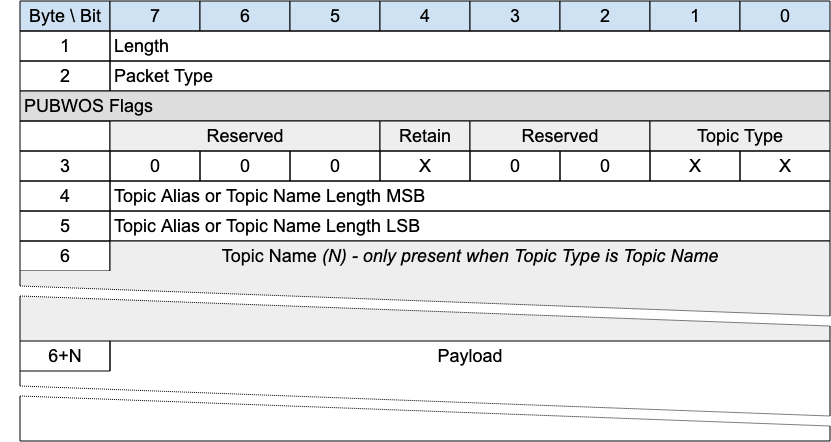 Byte \ Bit 7 6 5 4 3 2 1 0
1 Length
2 Packet Type
PUBWOS Flags
Reserved Retain Reserved Topic Type
3 0 0 0 X 0 0 X X
4 Topic Alias or Topic Name Length MSB
5 Topic Alias or Topic Name Length LSB
6 Topic Name (N) - only present when Topic Type is Topic Name
6+N Payload